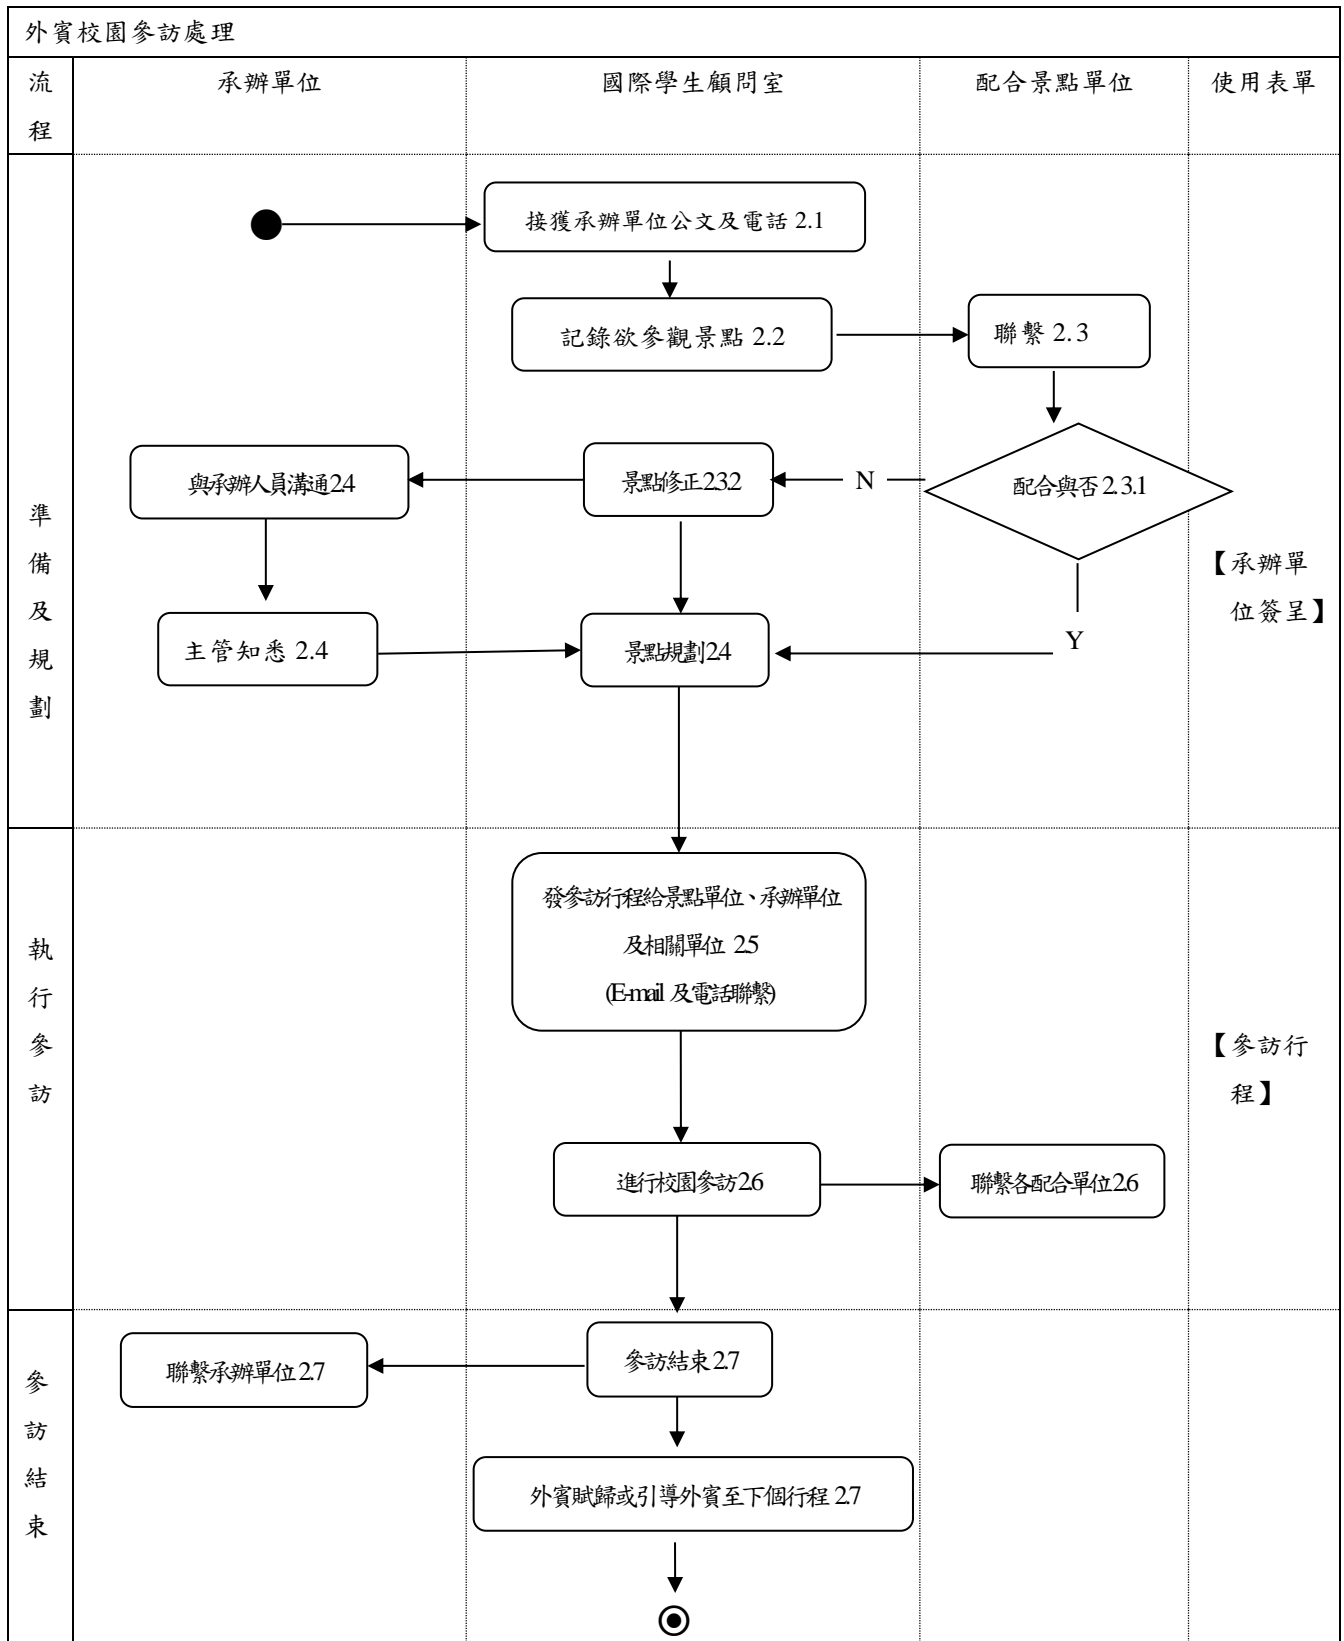 外賓校園參訪處理
流程
承辦單位
國際學生顧問室
配合景點單位
使用表單
準備及規劃
接獲承辦單位公文及電話 2.1
記錄欲參觀景點 2.2
聯繫 2.3
與承辦人員溝通2.4
景點修正2.3.2
N
配合與否 2.3.1
【承辦單
位簽呈】
主管知悉 2.4
景點規劃2.4
Y
執行參訪
發參訪行程給景點單位、承辦單位
及相關單位 2.5
(E-mail 及電話聯繫)
【參訪行
程】
進行校園參訪2.6
聯繫各配合單位2.6
參訪結束
聯繫承辦單位 2.7
參訪結束 2.7
外賓賦歸或引導外賓至下個行程 2.7